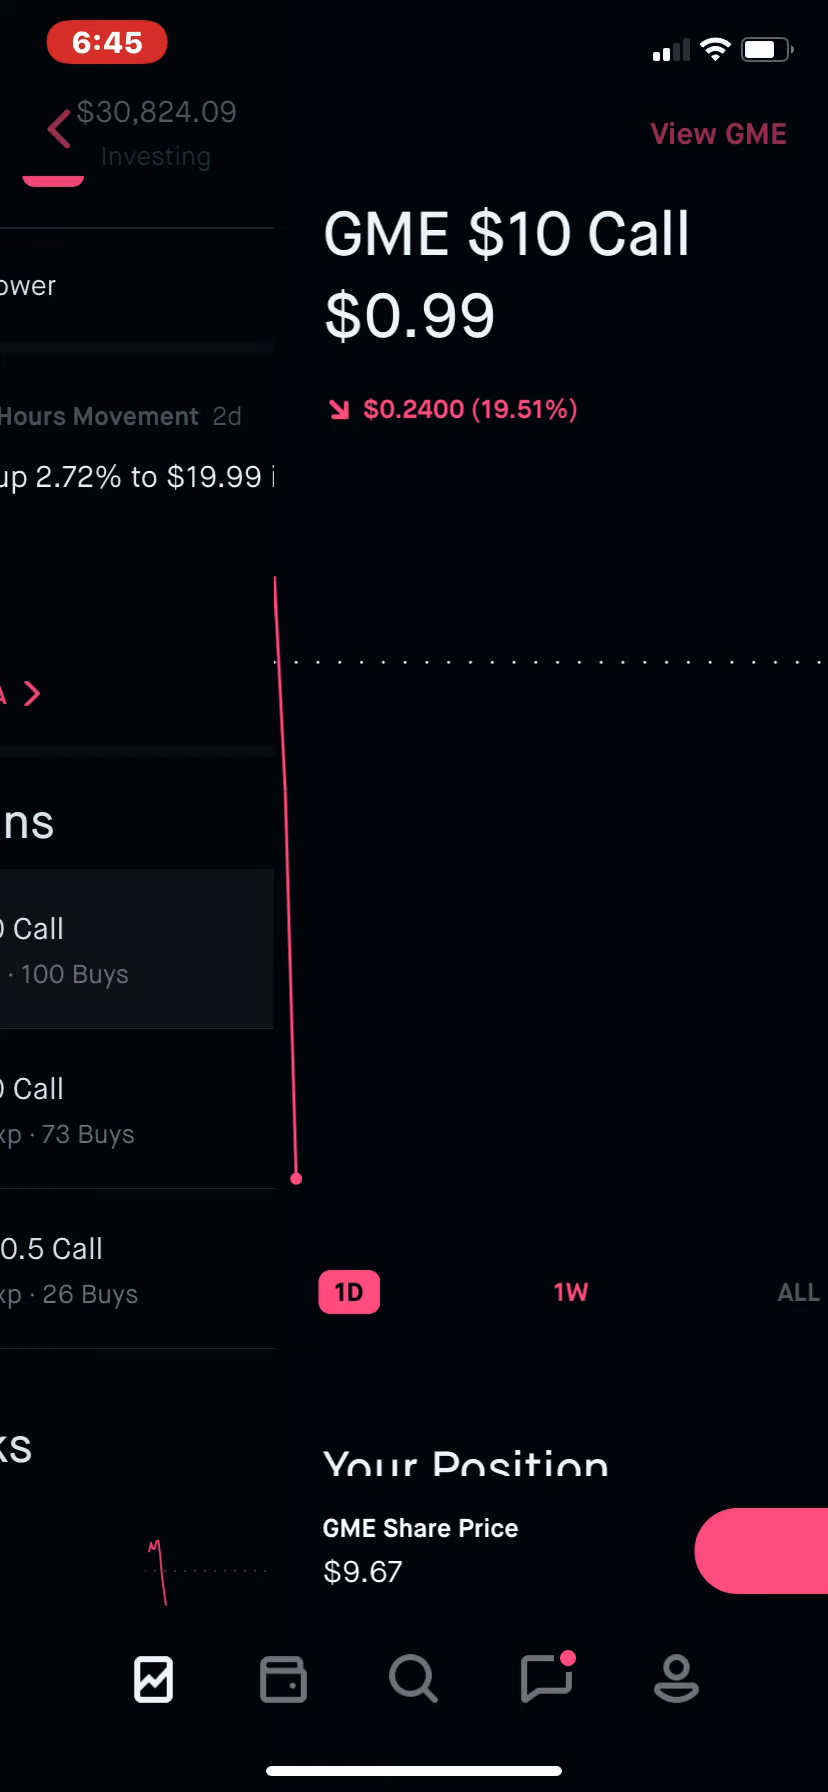 6:45
$30,824.09
Investing
View GME
GME $10 Call
$0.99
$0.2400 (19.51%)
ower
Hours Movement 2d
up 2.72% to $19.99
ns
Call
· 100 Buys
Call
xp · 73 Buys
0.5 Call
xp · 26 Buys
1D
1W
ALL
ks
Your Position
GME Share Price
$9.67